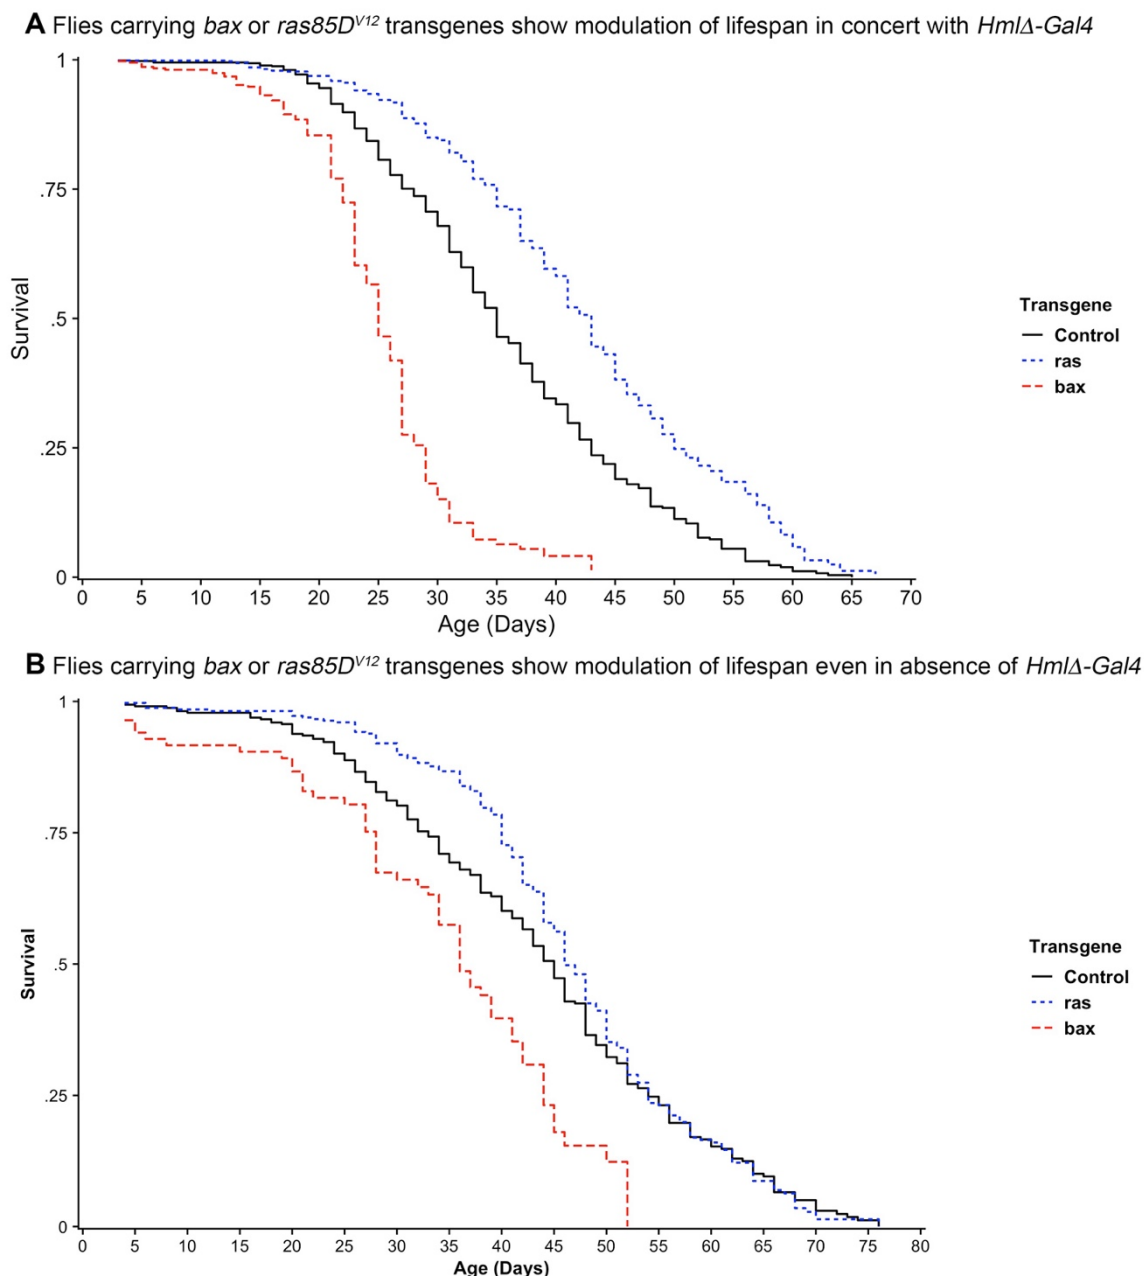 A Flies carrying bax or ras85D^V12 transgenes show modulation of lifespan in concert with HmlΔ-Gal4
1
.75
.5
.25
0
Survival
0 5 10 15 20 25 30 35 40 45 50 55 60 65 70
Age (Days)
Transgene
Control
ras
bax
B Flies carrying bax or ras85D^V12 transgenes show modulation of lifespan even in absence of HmlΔ-Gal4
1
.75
.5
.25
0
Survival
0 5 10 15 20 25 30 35 40 45 50 55 60 65 70 75 80
Age (Days)
Transgene
Control
ras
bax